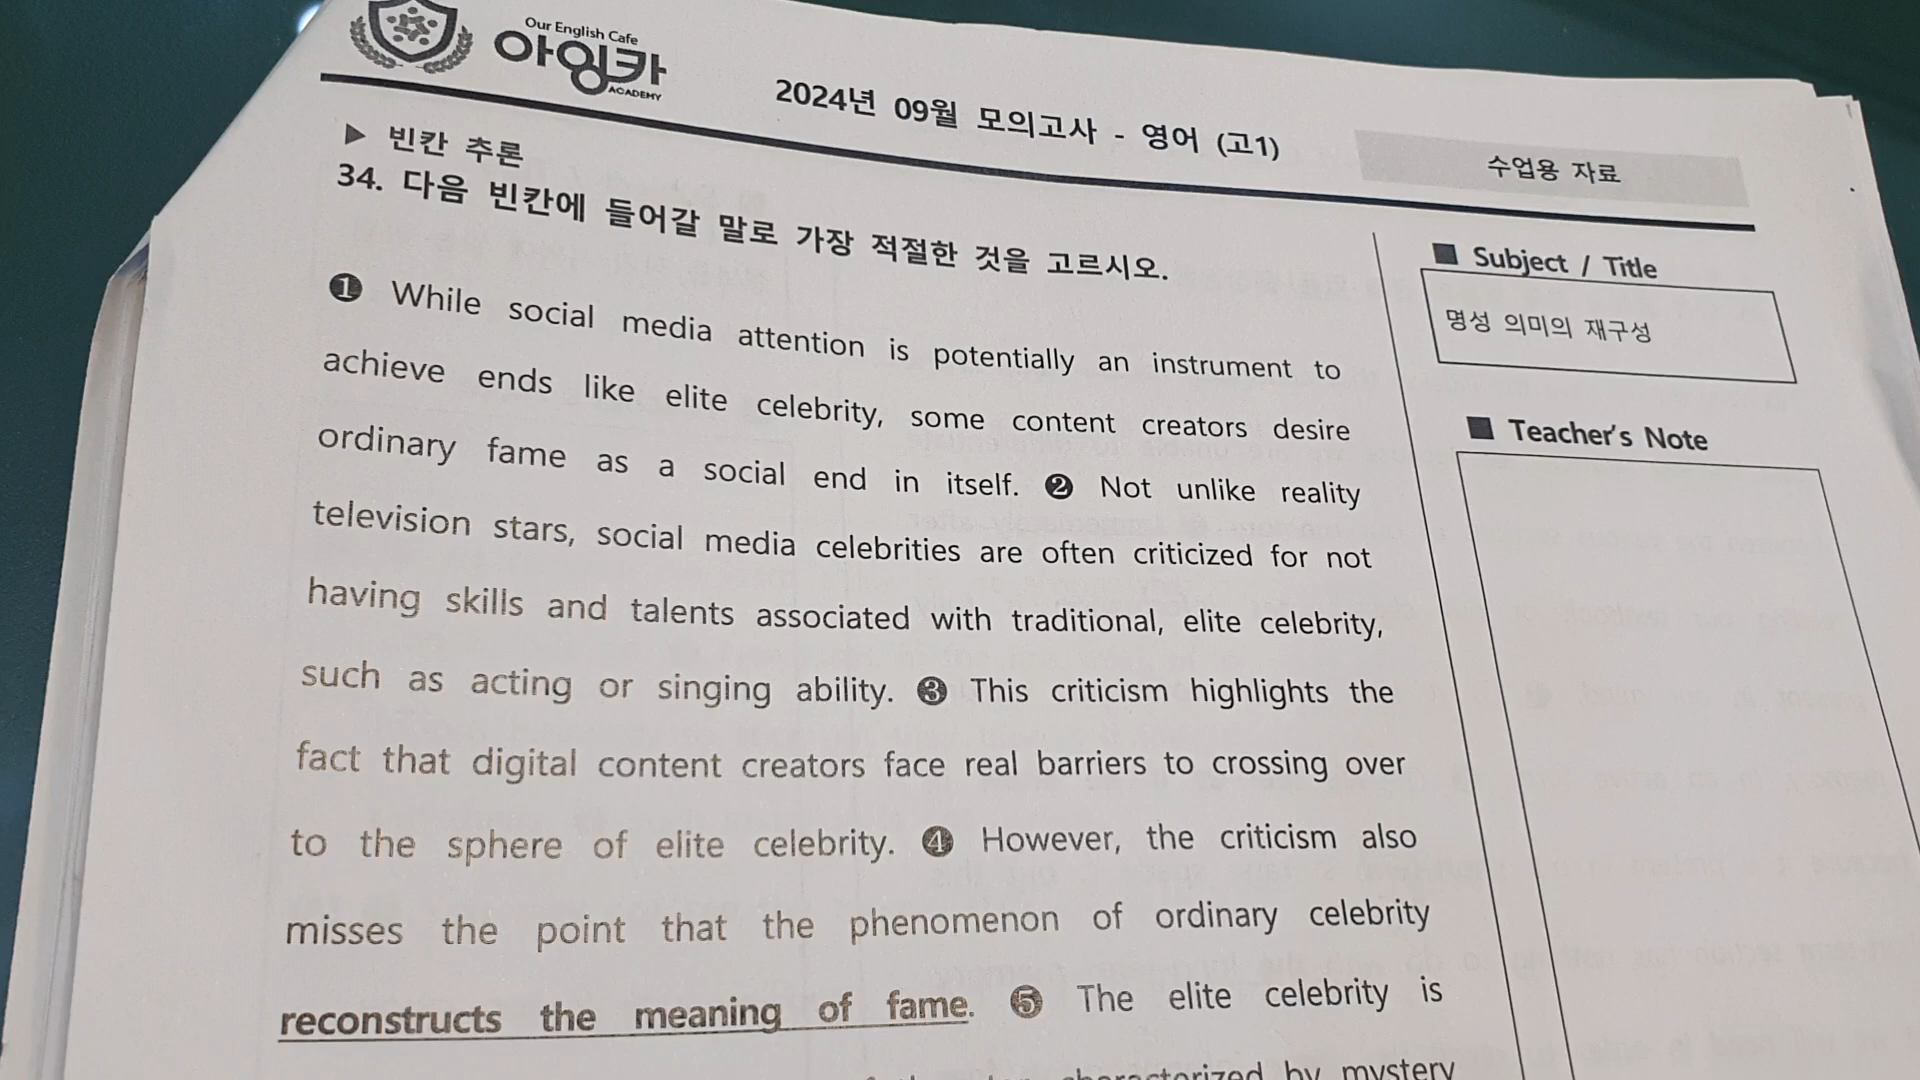 Our English Cafe
아잉카
ACADEMY
2024년 09월 모의고사 - 영어 (고1)
수업용 자료
▶ 빈칸 추론
34. 다음 빈칸에 들어갈 말로 가장 적절한 것을 고르시오.
❶ While social media attention is potentially an instrument to
achieve ends like elite celebrity, some content creators desire
ordinary fame as a social end in itself. ❷ Not unlike reality
television stars, social media celebrities are often criticized for not
having skills and talents associated with traditional, elite celebrity,
such as acting or singing ability. ❸ This criticism highlights the
fact that digital content creators face real barriers to crossing over
to the sphere of elite celebrity. ❹ However, the criticism also
misses the point that the phenomenon of ordinary celebrity
reconstructs the meaning of fame. ❺ The elite celebrity is
characterized by mystery
■ Subject / Title
명성 의미의 재구성
■ Teacher's Note